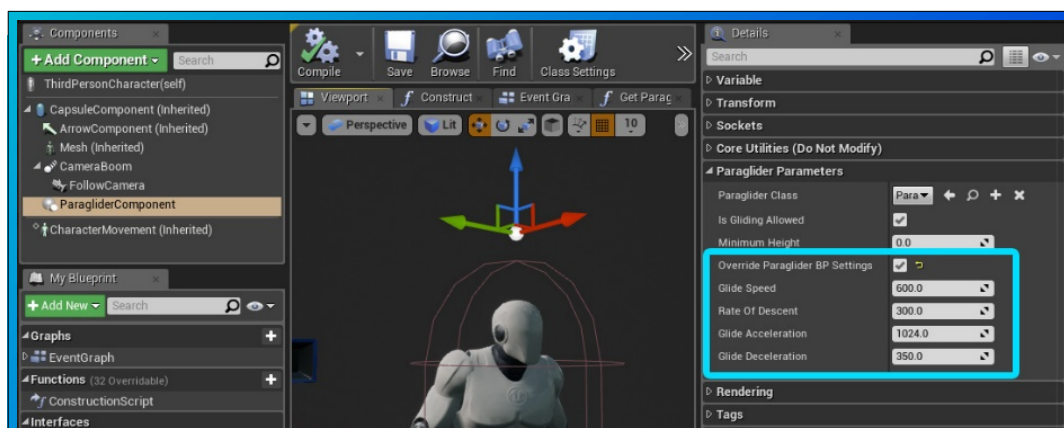 Components
+ Add Component
Search
ThirdPersonCharacter(self)
CapsuleComponent (Inherited)
ArrowComponent (Inherited)
Mesh (Inherited)
CameraBoom
FollowCamera
ParagliderComponent
CharacterMovement (Inherited)
My Blueprint
+ Add New
Search
Graphs
EventGraph
Functions (32 Overridable)
ConstructionScript
Interfaces
Compile
Save
Browse
Find
Class Settings
Viewport
Construct
Event Gra
Get Parag
Perspective
Lit
10
Details
Search
Variable
Transform
Sockets
Core Utilities (Do Not Modify)
Paraglider Parameters
Paraglider Class
Para
Is Gliding Allowed
Minimum Height
0.0
Override Paraglider BP Settings
Glide Speed
600.0
Rate Of Descent
300.0
Glide Acceleration
1024.0
Glide Deceleration
350.0
Rendering
Tags